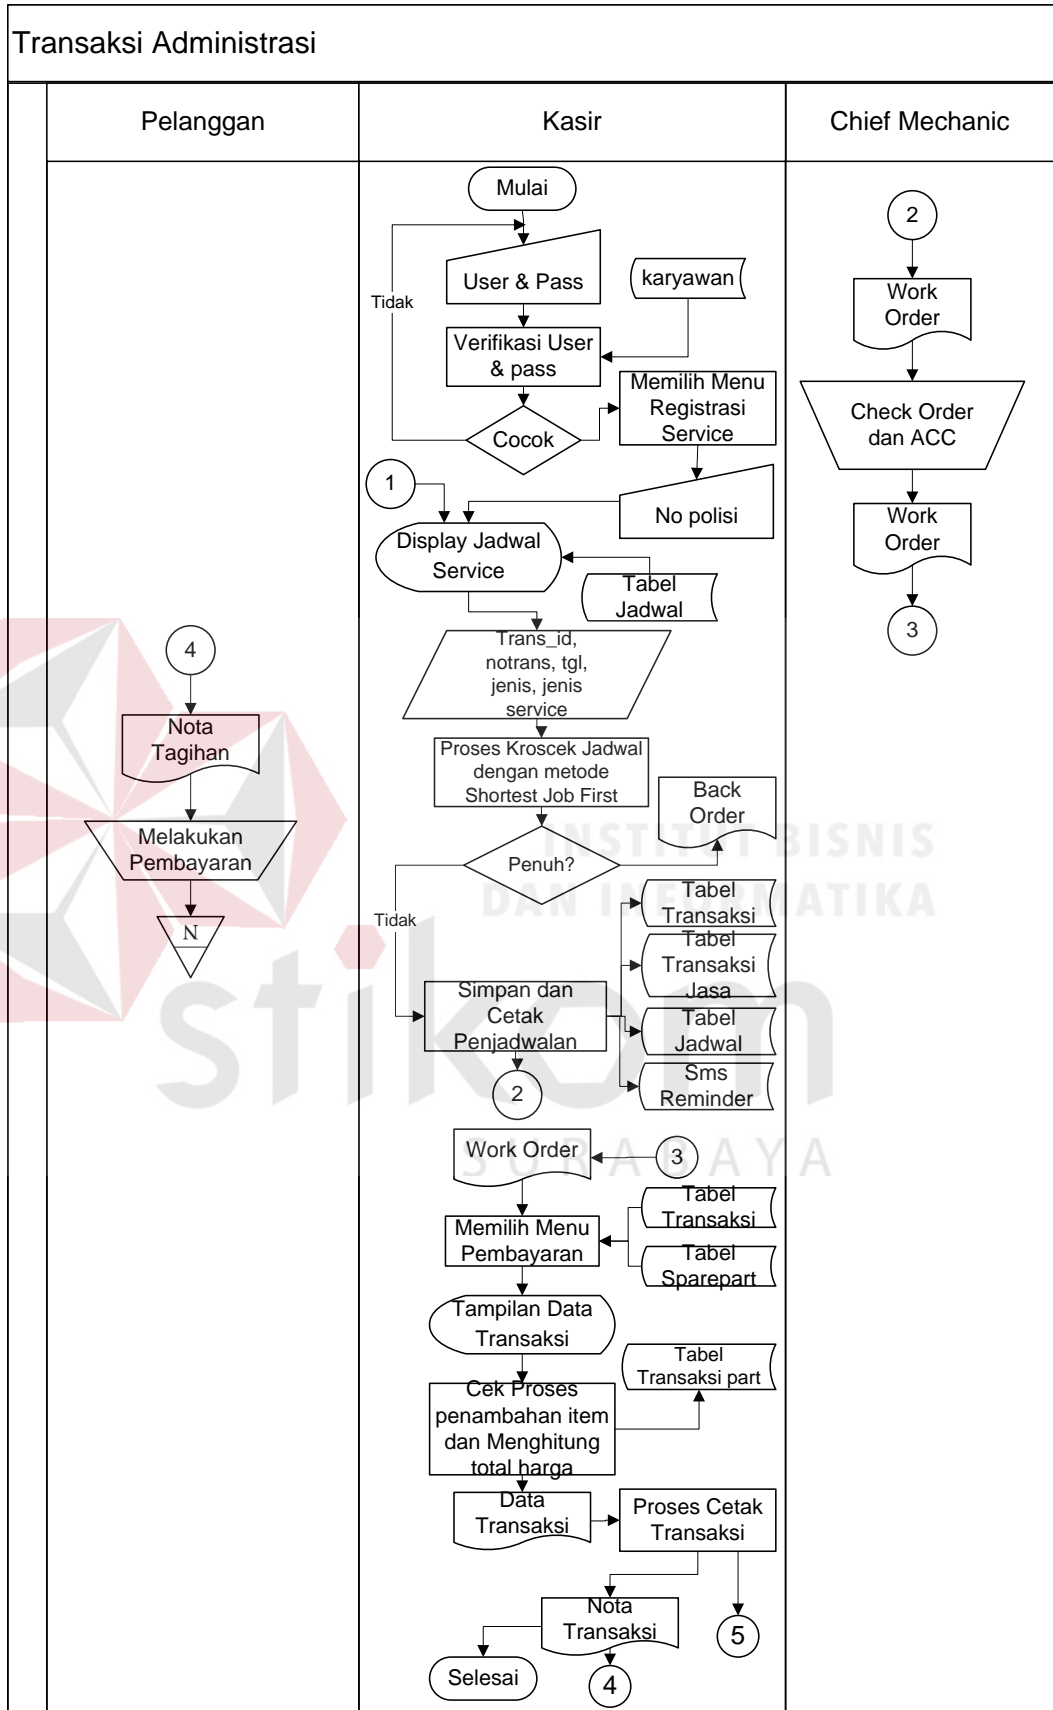 Transaksi Administrasi
Pelanggan
Kasir
Chief Mechanic
Mulai
User & Pass
karyawan
Tidak
Verifikasi User
& pass
Cocok
Memilih Menu
Registrasi
Service
1
No polisi
Display Jadwal
Service
Tabel
Jadwal
Trans_id,
notrans, tgl,
jenis, jenis
service
Proses Kroscek Jadwal
dengan metode
Shortest Job First
Back
Order
Penuh?
Tidak
Tabel
Transaksi
Tabel
Transaksi
Jasa
Simpan dan
Cetak
Penjadwalan
Tabel
Jadwal
Sms
Reminder
2
Work Order
3
Tabel
Transaksi
Memilih Menu
Pembayaran
Tabel
Sparepart
Tampilan Data
Transaksi
Tabel
Transaksi part
Cek Proses
penambahan item
dan Menghitung
total harga
Data
Transaksi
Proses Cetak
Transaksi
Nota
Transaksi
5
Selesai
4
2
Work
Order
Check Order
dan ACC
Work
Order
3
4
Nota
Tagihan
Melakukan
Pembayaran
N
INSTITUT BISNIS
DAN INFORMATIKA
stikom
SURABAYA